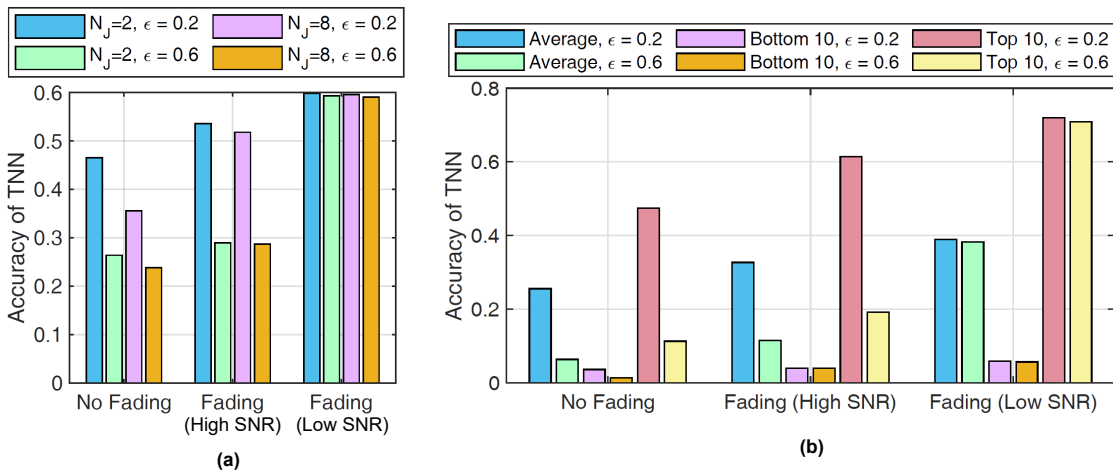 N_J=2, ϵ = 0.2 N_J=8, ϵ = 0.2
N_J=2, ϵ = 0.6 N_J=8, ϵ = 0.6
Accuracy of TNN
0.6
0.5
0.4
0.3
0.2
0.1
0
No Fading Fading (High SNR) Fading (Low SNR)
(a)
Average, ϵ = 0.2 Bottom 10, ϵ = 0.2 Top 10, ϵ = 0.2
Average, ϵ = 0.6 Bottom 10, ϵ = 0.6 Top 10, ϵ = 0.6
Accuracy of TNN
0.8
0.6
0.4
0.2
0
No Fading Fading (High SNR) Fading (Low SNR)
(b)